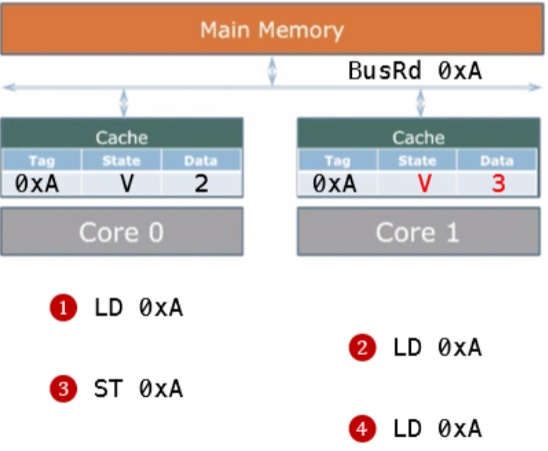 Main Memory
BusRd 0xA
Cache
Tag State Data
0xA V 2
Core 0
Cache
Tag State Data
0xA V 3
Core 1
1 LD 0xA
2 LD 0xA
3 ST 0xA
4 LD 0xA